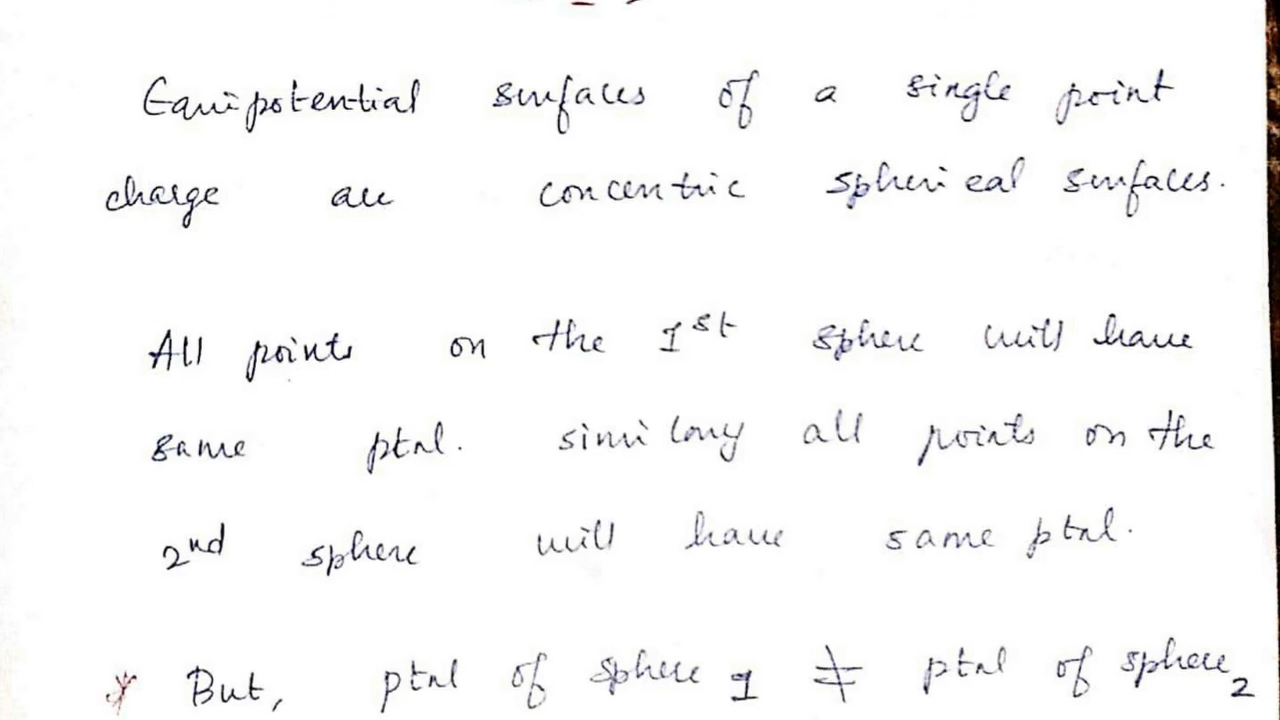 Equipotential surfaces of a single point
charge are concentric spherical surfaces.
All points on the 1st sphere will have
same ptnl. similary all points on the
2nd sphere will have same ptnl.
* But, ptnl of sphere 1 ≠ ptnl of sphere 2